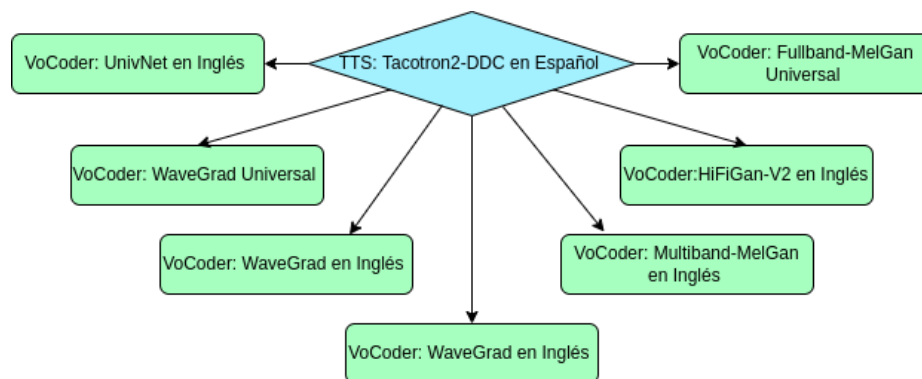 VoCoder: UnivNet en Inglés
TTS: Tacotron2-DDC en Español
VoCoder: Fullband-MelGan
Universal
VoCoder: WaveGrad Universal
VoCoder:HiFiGan-V2 en Inglés
VoCoder: WaveGrad en Inglés
VoCoder: Multiband-MelGan
en Inglés
VoCoder: WaveGrad en Inglés